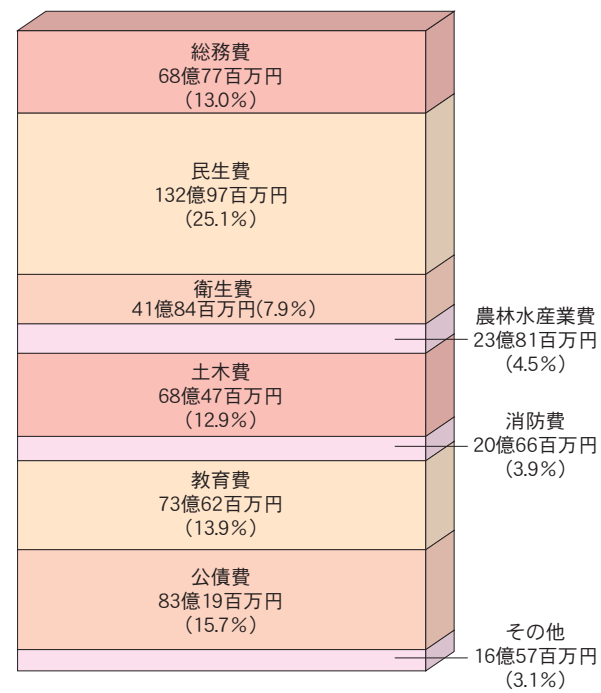 総務費
68億77百万円
（13.0％）
民生費
132億97百万円
（25.1％）
衛生費
41億84百万円(7.9％)
農林水産業費
23億81百万円
（4.5％）
土木費
68億47百万円
（12.9％）
消防費
20億66百万円
（3.9％）
教育費
73億62百万円
（13.9％）
公債費
83億19百万円
（15.7％）
その他
16億57百万円
（3.1％）